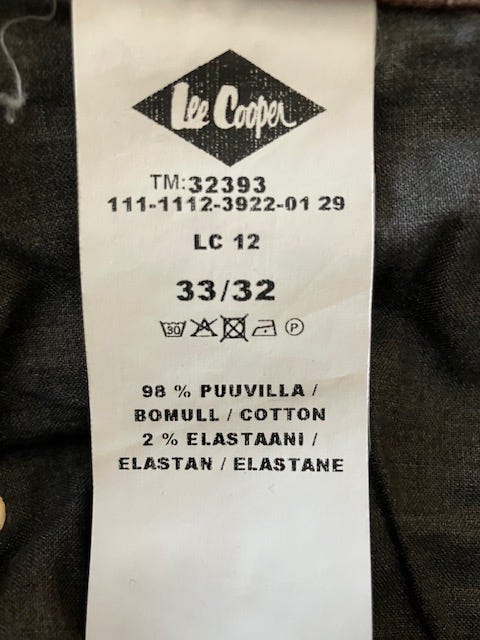 Lee Cooper
TM:32393
111-1112-3922-01 29
LC 12
33/32
30 P
98 % PUUVILLA /
BOMULL / COTTON
2 % ELASTAANI /
ELASTAN / ELASTANE